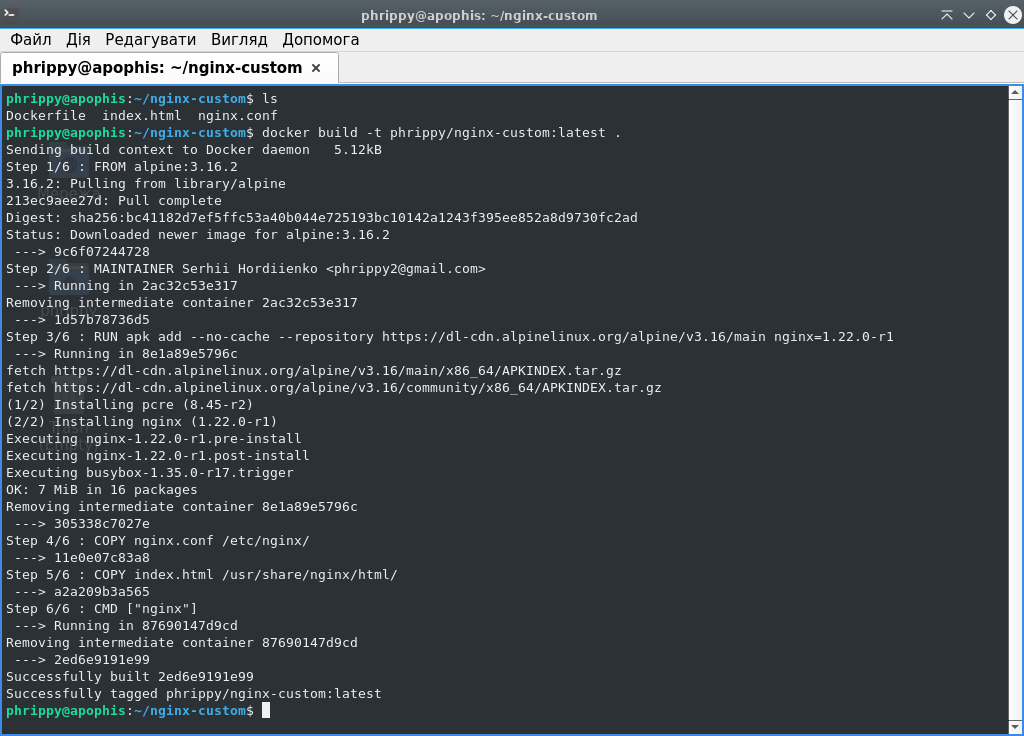 phrippy@apophis: ~/nginx-custom
Файл Дія Редагувати Вигляд Допомога
phrippy@apophis: ~/nginx-custom ×
phrippy@apophis:~/nginx-custom$ ls
Dockerfile  index.html  nginx.conf
phrippy@apophis:~/nginx-custom$ docker build -t phrippy/nginx-custom:latest .
Sending build context to Docker daemon   5.12kB
Step 1/6 : FROM alpine:3.16.2
3.16.2: Pulling from library/alpine
Мережа
213ec9aee27d: Pull complete
Digest: sha256:bc41182d7ef5ffc53a40b044e725193bc10142a1243f395ee852a8d9730fc2ad
Status: Downloaded newer image for alpine:3.16.2
 ---> 9c6f07244728
Step 2/6 : MAINTAINER Serhii Hordiienko <phrippy2@gmail.com>
 ---> Running in 2ac32c53e317
Removing intermediate container 2ac32c53e317
phrippy
 ---> 1d57b78736d5
Step 3/6 : RUN apk add --no-cache --repository https://dl-cdn.alpinelinux.org/alpine/v3.16/main nginx=1.22.0-r1
 ---> Running in 8e1a89e5796c
fetch https://dl-cdn.alpinelinux.org/alpine/v3.16/main/x86_64/APKINDEX.tar.gz
fetch https://dl-cdn.alpinelinux.org/alpine/v3.16/community/x86_64/APKINDEX.tar.gz
(1/2) Installing pcre (8.45-r2)
(2/2) Installing nginx (1.22.0-r1)
Trash
Executing nginx-1.22.0-r1.pre-install
(Empty)
Executing nginx-1.22.0-r1.post-install
Executing busybox-1.35.0-r17.trigger
OK: 7 MiB in 16 packages
Removing intermediate container 8e1a89e5796c
 ---> 305338c7027e
Step 4/6 : COPY nginx.conf /etc/nginx/
 ---> 11e0e07c83a8
Step 5/6 : COPY index.html /usr/share/nginx/html/
 ---> a2a209b3a565
Step 6/6 : CMD ["nginx"]
 ---> Running in 87690147d9cd
Removing intermediate container 87690147d9cd
 ---> 2ed6e9191e99
Successfully built 2ed6e9191e99
Successfully tagged phrippy/nginx-custom:latest
phrippy@apophis:~/nginx-custom$